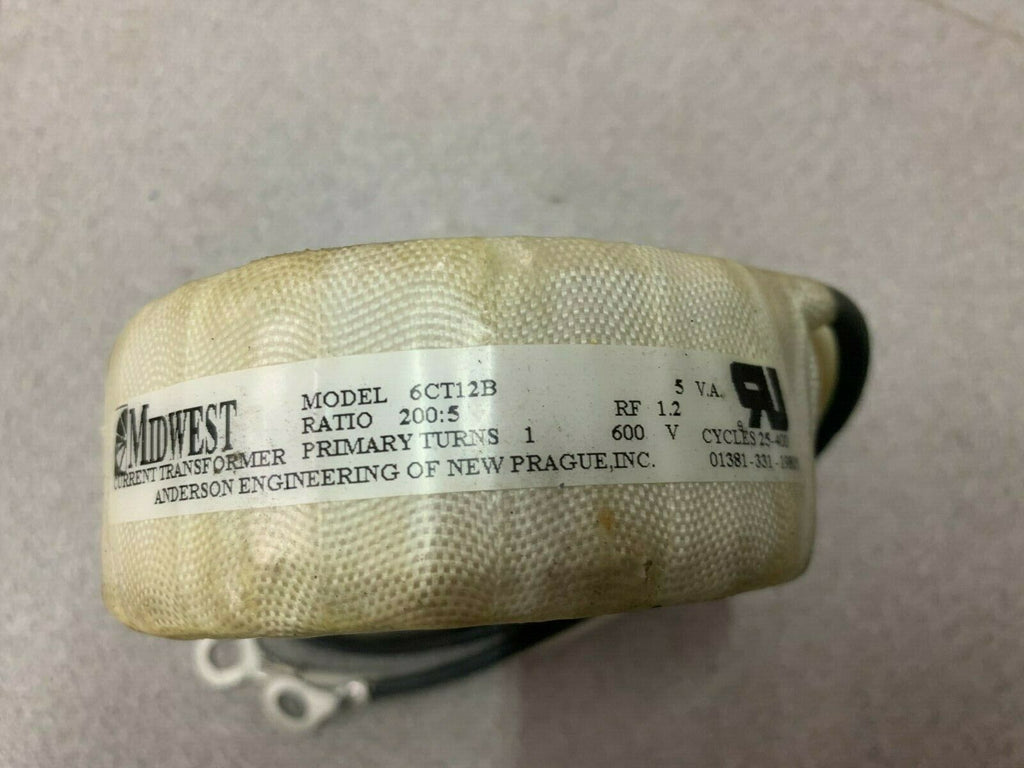 MIDWEST
CURRENT TRANSFORMER
MODEL 6CT12B
RATIO 200:5
PRIMARY TURNS 1
ANDERSON ENGINEERING OF NEW PRAGUE,INC.
5 V.A.
RF 1.2
600 V
CYCLES 25-400
01381-331-